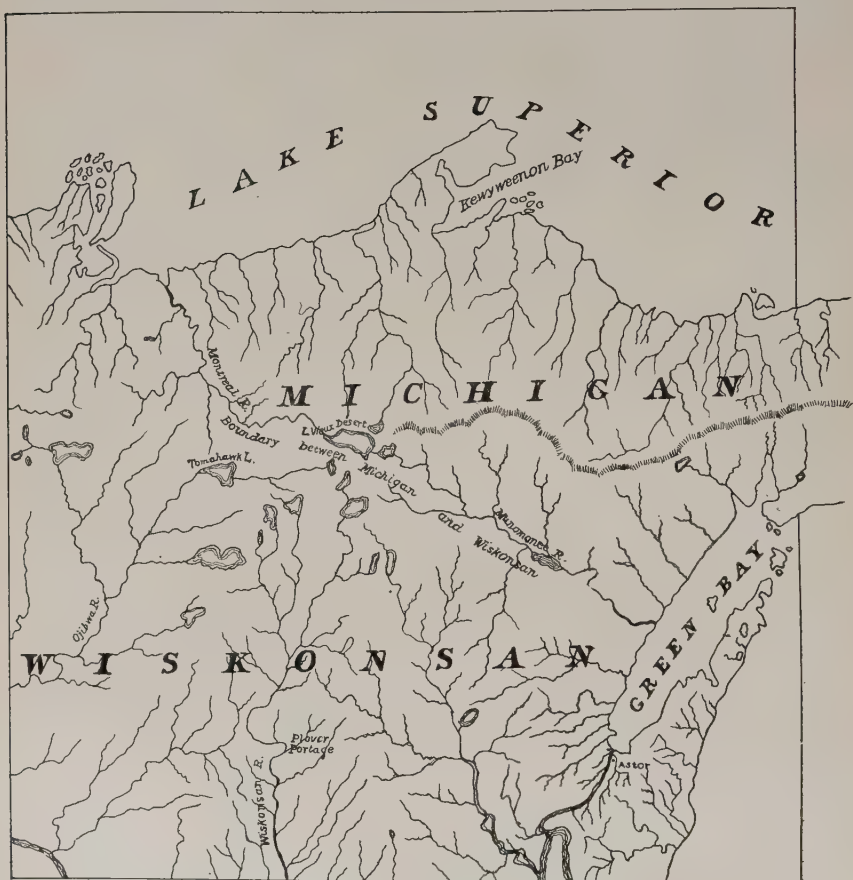 LAKE SUPERIOR
Kewyweenon Bay
Montreal R.
MICHIGAN
L Vieux Desert
Boundary between Michigan and Wiskonsan
Tomahawk L.
Munomonee R.
GREEN BAY
Ojibwa R.
WISKONSAN
Plover
Portage
Wiskonsan R.
Astor